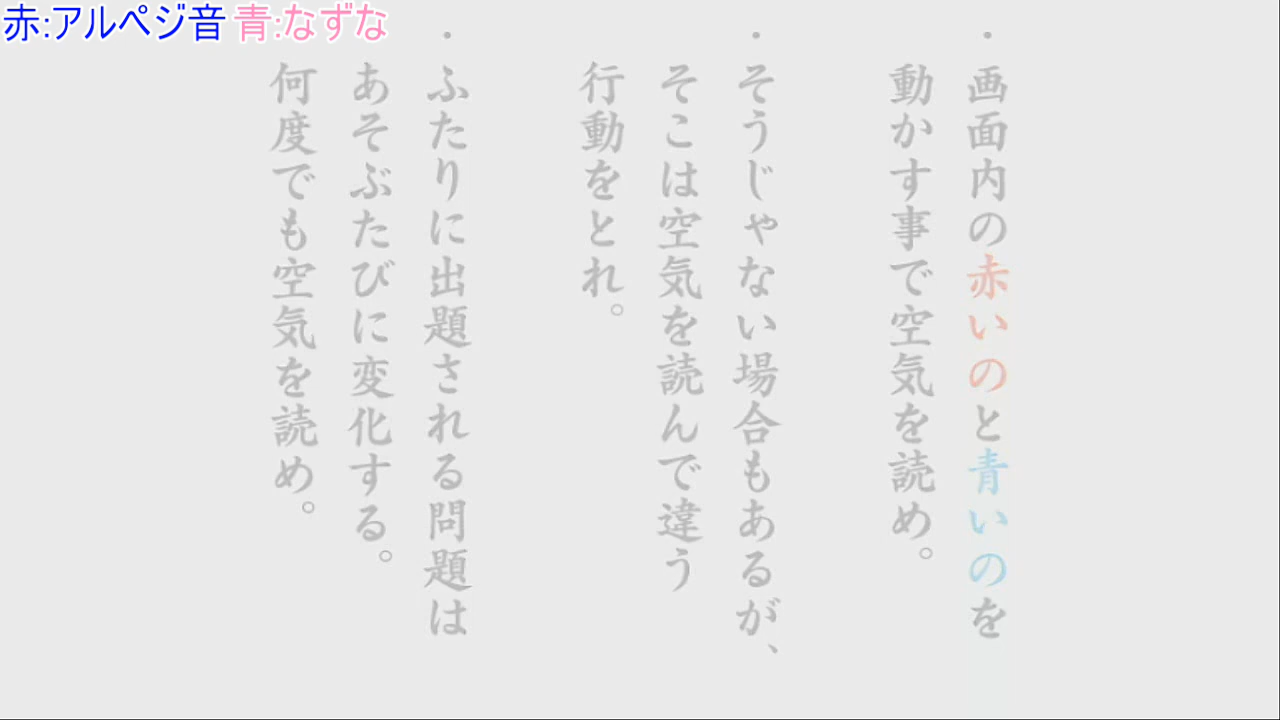 赤:アルペジ音 青:なずな
・画面内の赤いのと青いのを
動かす事で空気を読め。
・そうじゃない場合もあるが、
そこは空気を読んで違う
行動をとれ。
・ふたりに出題される問題は
あそぶたびに変化する。
何度でも空気を読め。